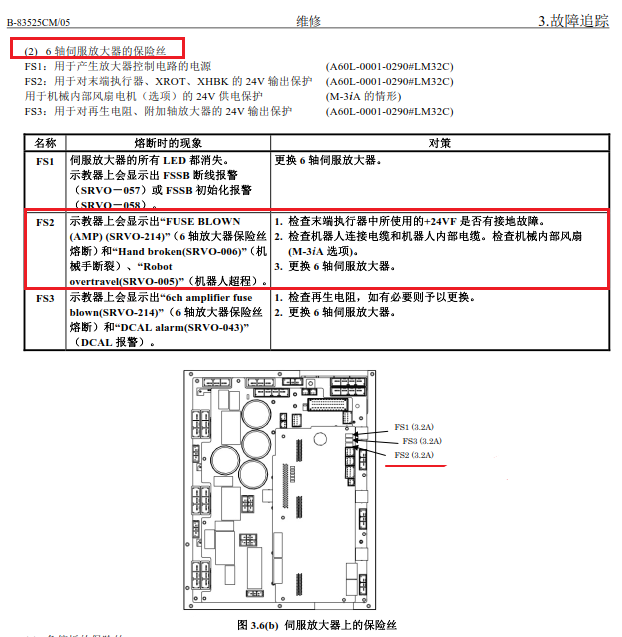 B-83525CM/05 维修 3.故障追踪
(2) 6 轴伺服放大器的保险丝
FS1：用于产生放大器控制电路的电源 (A60L-0001-0290#LM32C)
FS2：用于对末端执行器、XROT、XHBK 的 24V 输出保护 (A60L-0001-0290#LM32C)
用于机械内部风扇电机（选项）的 24V 供电保护 (M-3iA 的情形)
FS3：用于对再生电阻、附加轴放大器的 24V 输出保护 (A60L-0001-0290#LM32C)
名称 熔断时的现象 对策
FS1 伺服放大器的所有 LED 都消失。 更换 6 轴伺服放大器。
示教器上会显示出 FSSB 断线报警
（SRVO－057）或 FSSB 初始化报警
（SRVO－058）。
FS2 示教器上会显示出“FUSE BLOWN
(AMP) (SRVO-214)”（6 轴放大器保险丝
熔断）和“Hand broken(SRVO-006)”（机
械手断裂）、“Robot
overtravel(SRVO-005)”（机器人超程）。
1. 检查末端执行器中所使用的+24VF 是否有接地故障。
2. 检查机器人连接电缆和机器人内部电缆。检查机械内部风扇
(M-3iA 选项)。
3. 更换 6 轴伺服放大器。
FS3 示教器上会显示出“6ch amplifier fuse
blown(SRVO-214)”（6 轴放大器保险丝
熔断）和“DCAL alarm(SRVO-043)”
（DCAL 报警）。
1. 检查再生电阻，如有必要则予以更换。
2. 更换 6 轴伺服放大器。
FS1 (3.2A)
FS3 (3.2A)
FS2 (3.2A)
图 3.6(b) 伺服放大器上的保险丝